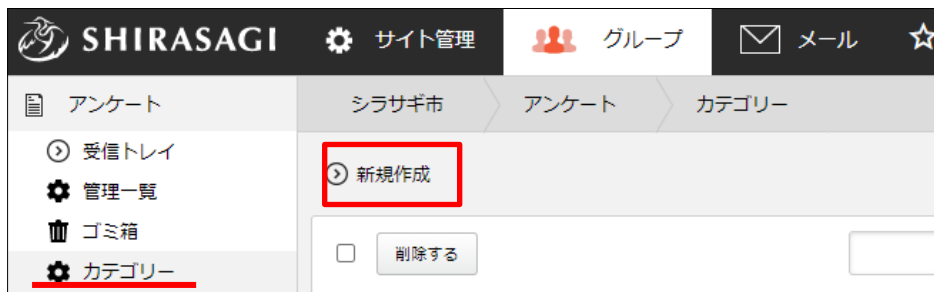 SHIRASAGI サイト管理 グループ メール
アンケート シラサギ市 アンケート カテゴリー
受信トレイ
新規作成
管理一覧
ゴミ箱
削除する
カテゴリー